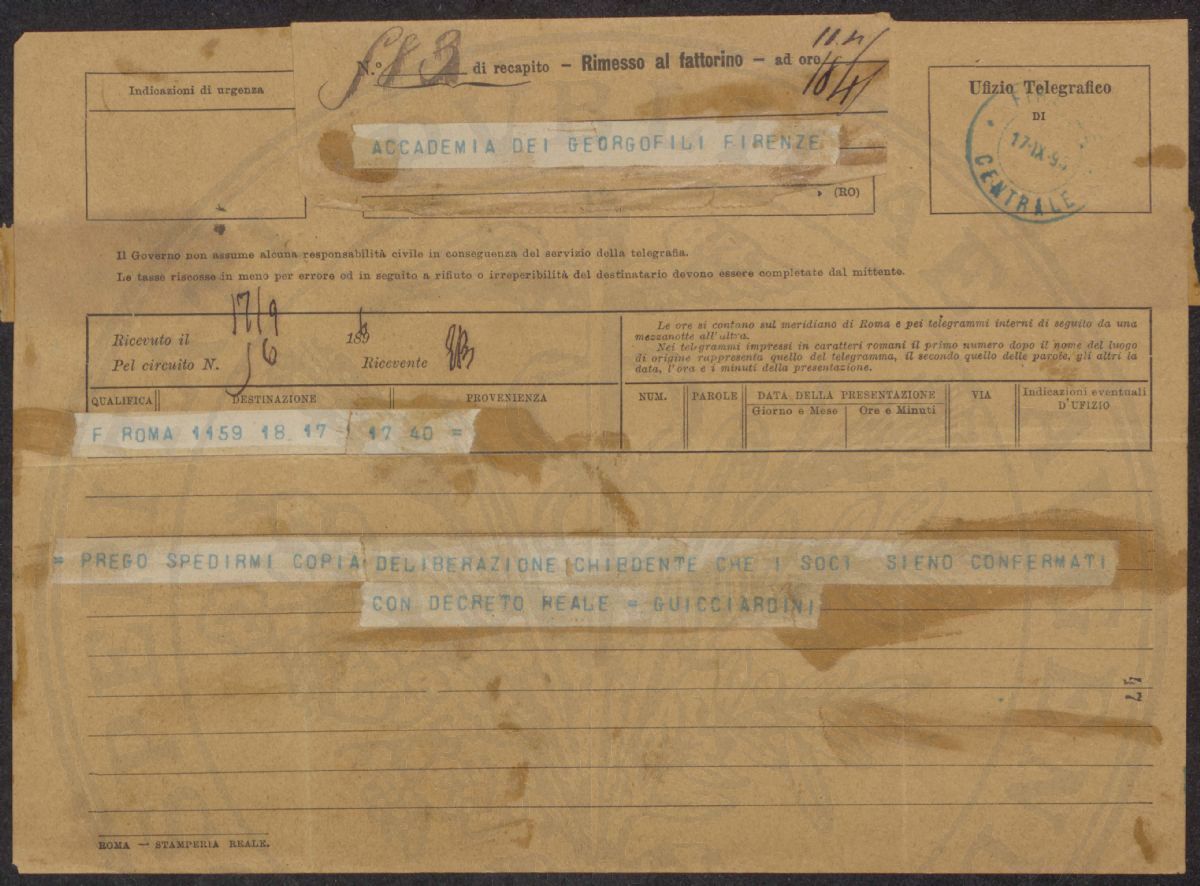 N.° 583 di recapito — Rimesso al fattorino — ad ore
Indicazioni di urgenza
Ufizio Telegrafico
DI
17·IX·9
CENTRALE
ACCADEMIA DEI GEORGOFILI FIRENZE
(RO)
Il Governo non assume alcuna responsabilità civile in conseguenza del servizio della telegrafia.
Le tasse riscosse in meno per errore od in seguito a rifiuto o irreperibilità del destinatario devono essere completate dal mittente.
Ricevuto il 17/9 189
Pel circuito N. 56 Ricevente
Le ore si contano sul meridiano di Roma e pei telegrammi interni di seguito da una
mezzanotte all'altra.
Nei telegrammi impressi in caratteri romani il primo numero dopo il nome del luogo
di origine rappresenta quello del telegramma, il secondo quello delle parole, gli altri la
data, l'ora e i minuti della presentazione.
QUALIFICA DESTINAZIONE PROVENIENZA
NUM. PAROLE DATA DELLA PRESENTAZIONE VIA Indicazioni eventuali
Giorno e Mese Ore e Minuti D'UFIZIO
F ROMA 1159 18 17 17 40 =
= PREGO SPEDIRMI COPIA DELIBERAZIONE CHIEDENTE CHE I SOCI SIENO CONFERMATI
CON DECRETO REALE = GUICCIARDINI
47
ROMA — STAMPERIA REALE.